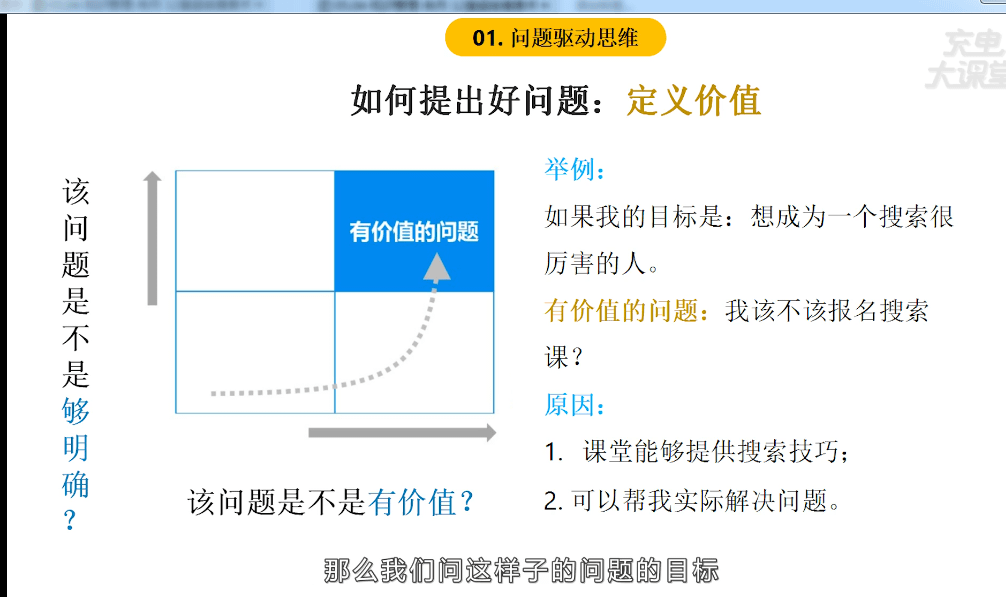 01. 问题驱动思维
充电
大课堂
如何提出好问题：定义价值
该问题是不是够明确？
有价值的问题
该问题是不是有价值？
举例：
如果我的目标是：想成为一个搜索很
厉害的人。
有价值的问题：我该不该报名搜索
课？
原因：
1. 课堂能够提供搜索技巧；
2. 可以帮我实际解决问题。
那么我们问这样子的问题的目标